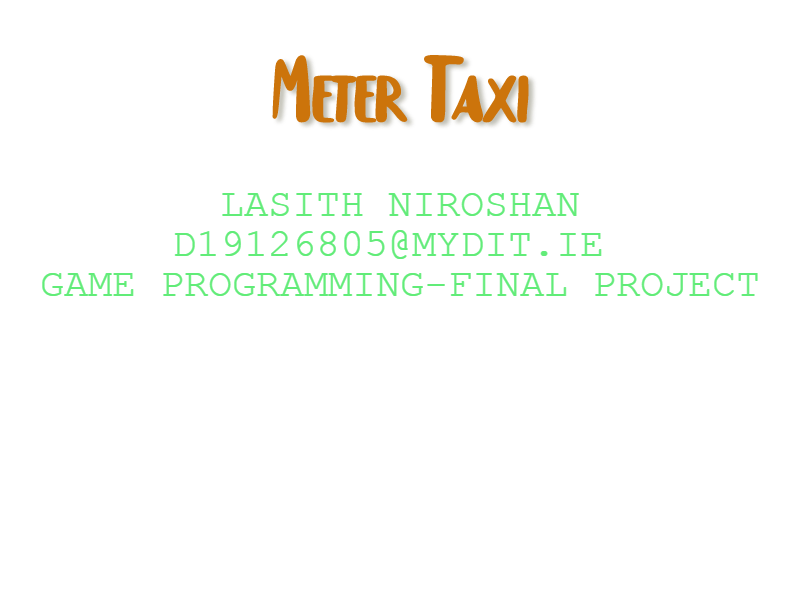 METER TAXI
LASITH NIROSHAN
D19126805@MYDIT.IE
GAME PROGRAMMING-FINAL PROJECT